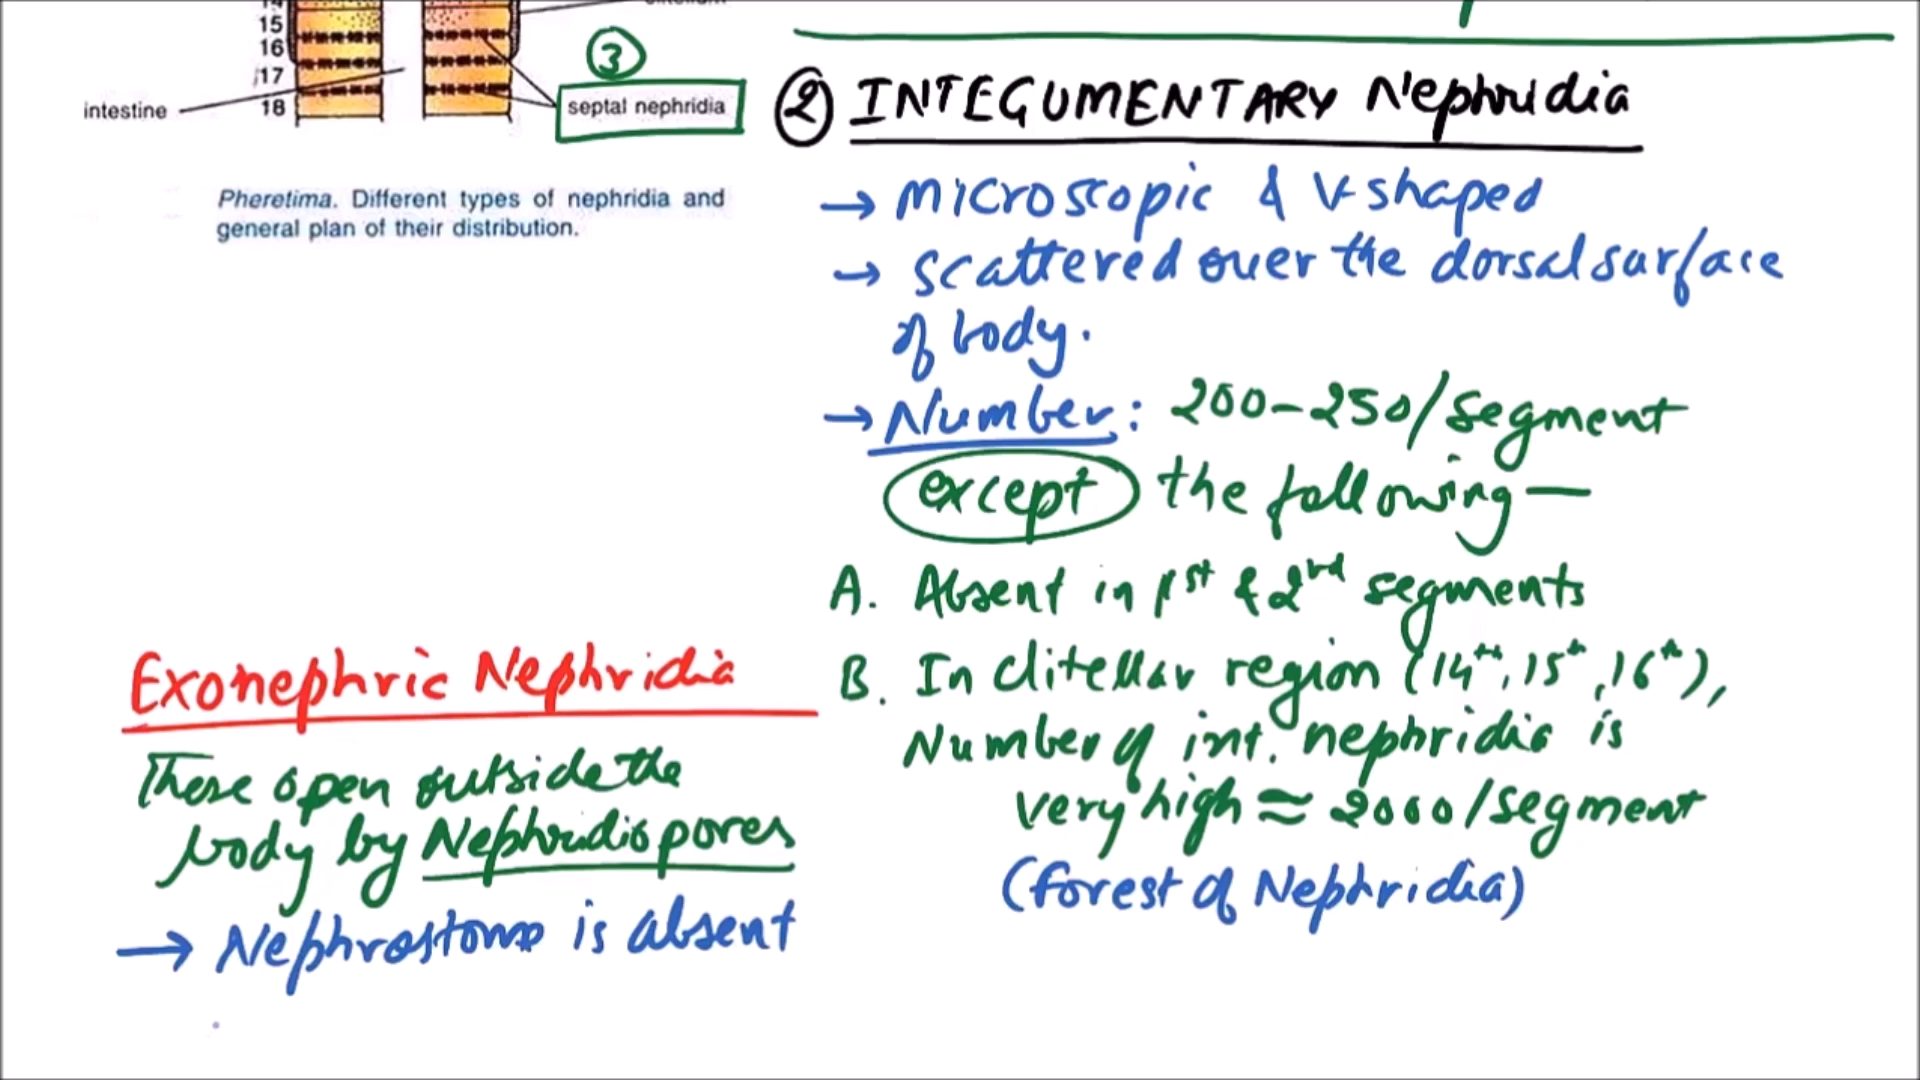 15
16
17
18
intestine
3
septal nephridia
Pheretima. Different types of nephridia and
general plan of their distribution.
② INTEGUMENTARY Nephridia
→ Microscopic & V-shaped
→ Scattered over the dorsal surface
of body.
→ Number: 200-250/segment
except the following—
A. Absent in 1st & 2nd segments
B. In Clitellar region (14th, 15th, 16th),
Number of int. nephridia is
very high ≈ 2000/segment
(forest of Nephridia)
Exonephric Nephridia
These open outside the
body by Nephridiopores
→ Nephrostome is absent